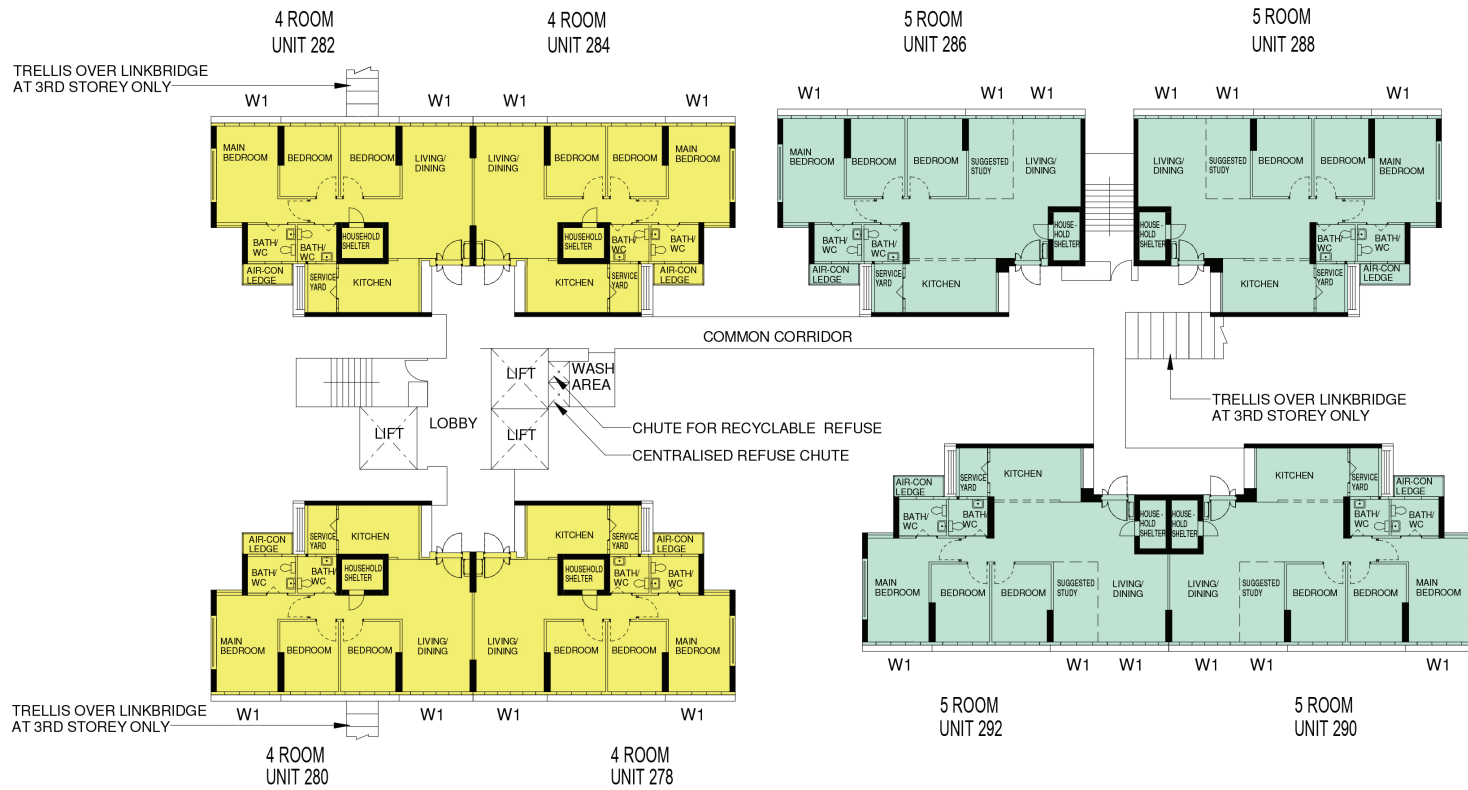 4 ROOM
UNIT 282
4 ROOM
UNIT 284
5 ROOM
UNIT 286
5 ROOM
UNIT 288
TRELLIS OVER LINKBRIDGE
AT 3RD STOREY ONLY
W1
W1
W1
W1
W1
W1
W1
W1
W1
W1
MAIN
BEDROOM
BEDROOM
BEDROOM
LIVING/
DINING
LIVING/
DINING
BEDROOM
BEDROOM
MAIN
BEDROOM
MAIN
BEDROOM
BEDROOM
BEDROOM
SUGGESTED
STUDY
LIVING/
DINING
LIVING/
DINING
SUGGESTED
STUDY
BEDROOM
BEDROOM
MAIN
BEDROOM
BATH/
WC
BATH/
WC
HOUSEHOLD
SHELTER
HOUSEHOLD
SHELTER
BATH/
WC
BATH/
WC
BATH/
WC
BATH/
WC
HOUSE-
HOLD
SHELTER
HOUSE-
HOLD
SHELTER
BATH/
WC
BATH/
WC
AIR-CON
LEDGE
SERVICE
YARD
KITCHEN
KITCHEN
SERVICE
YARD
AIR-CON
LEDGE
AIR-CON
LEDGE
SERVICE
YARD
KITCHEN
KITCHEN
SERVICE
YARD
AIR-CON
LEDGE
COMMON CORRIDOR
LIFT
WASH
AREA
LOBBY
LIFT
LIFT
CHUTE FOR RECYCLABLE REFUSE
CENTRALISED REFUSE CHUTE
TRELLIS OVER LINKBRIDGE
AT 3RD STOREY ONLY
AIR-CON
LEDGE
SERVICE
YARD
KITCHEN
KITCHEN
SERVICE
YARD
AIR-CON
LEDGE
AIR-CON
LEDGE
SERVICE
YARD
KITCHEN
KITCHEN
SERVICE
YARD
AIR-CON
LEDGE
BATH/
WC
BATH/
WC
HOUSEHOLD
SHELTER
HOUSEHOLD
SHELTER
BATH/
WC
BATH/
WC
BATH/
WC
BATH/
WC
HOUSE -
HOLD
SHELTER
HOUSE -
HOLD
SHELTER
BATH/
WC
BATH/
WC
MAIN
BEDROOM
BEDROOM
BEDROOM
LIVING/
DINING
LIVING/
DINING
BEDROOM
BEDROOM
MAIN
BEDROOM
MAIN
BEDROOM
BEDROOM
BEDROOM
SUGGESTED
STUDY
LIVING/
DINING
LIVING/
DINING
SUGGESTED
STUDY
BEDROOM
BEDROOM
MAIN
BEDROOM
TRELLIS OVER LINKBRIDGE
AT 3RD STOREY ONLY
W1
W1
W1
W1
W1
W1
W1
W1
W1
W1
4 ROOM
UNIT 280
4 ROOM
UNIT 278
5 ROOM
UNIT 292
5 ROOM
UNIT 290